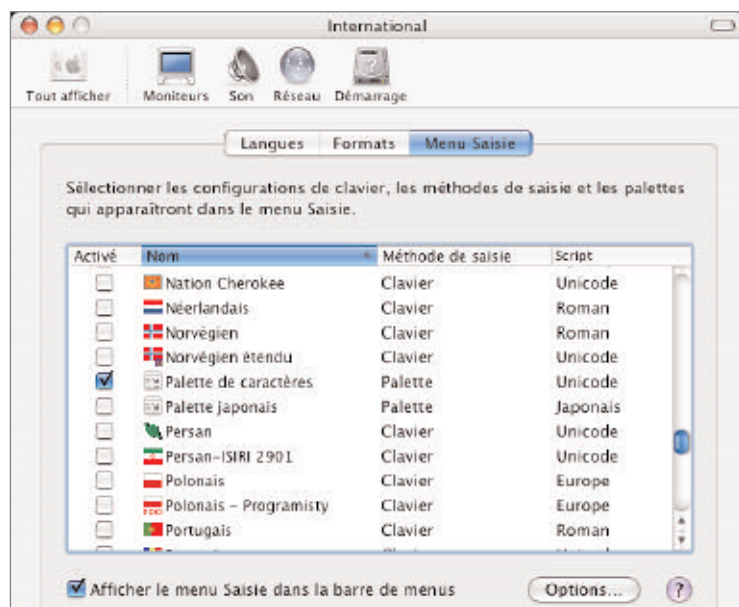 International
Tout afficher Moniteurs Son Réseau Démarrage
Langues Formats Menu Saisie
Sélectionner les configurations de clavier, les méthodes de saisie et les palettes
qui apparaîtront dans le menu Saisie.
Activé Nom Méthode de saisie Script
Nation Cherokee Clavier Unicode
Néerlandais Clavier Roman
Norvégien Clavier Roman
Norvégien étendu Clavier Unicode
Palette de caractères Palette Unicode
Palette japonais Palette Japonais
Persan Clavier Unicode
Persan-ISIRI 2901 Clavier Unicode
Polonais Clavier Europe
Polonais – Programisty Clavier Europe
Portugais Clavier Roman
Afficher le menu Saisie dans la barre de menus Options... ?